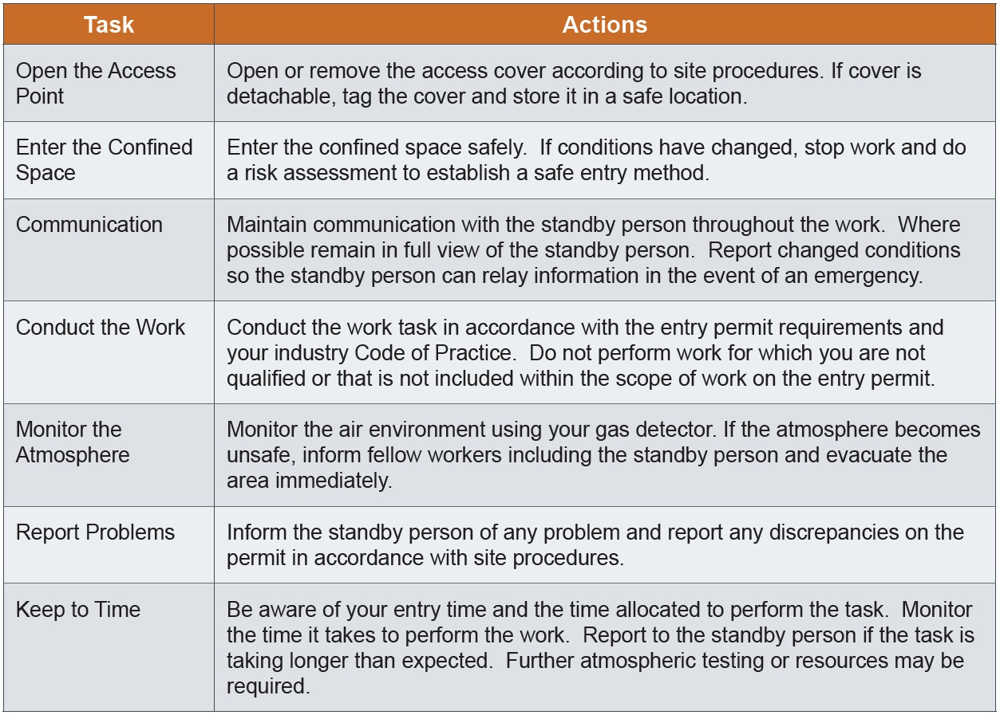 Task Actions
Open the Access
Point
Open or remove the access cover according to site procedures. If cover is
detachable, tag the cover and store it in a safe location.
Enter the Confined
Space
Enter the confined space safely.  If conditions have changed, stop work and do
a risk assessment to establish a safe entry method.
Communication
Maintain communication with the standby person throughout the work.  Where
possible remain in full view of the standby person.  Report changed conditions
so the standby person can relay information in the event of an emergency.
Conduct the Work
Conduct the work task in accordance with the entry permit requirements and
your industry Code of Practice.  Do not perform work for which you are not
qualified or that is not included within the scope of work on the entry permit.
Monitor the
Atmosphere
Monitor the air environment using your gas detector. If the atmosphere becomes
unsafe, inform fellow workers including the standby person and evacuate the
area immediately.
Report Problems
Inform the standby person of any problem and report any discrepancies on the
permit in accordance with site procedures.
Keep to Time
Be aware of your entry time and the time allocated to perform the task.  Monitor
the time it takes to perform the work.  Report to the standby person if the task is
taking longer than expected.  Further atmospheric testing or resources may be
required.